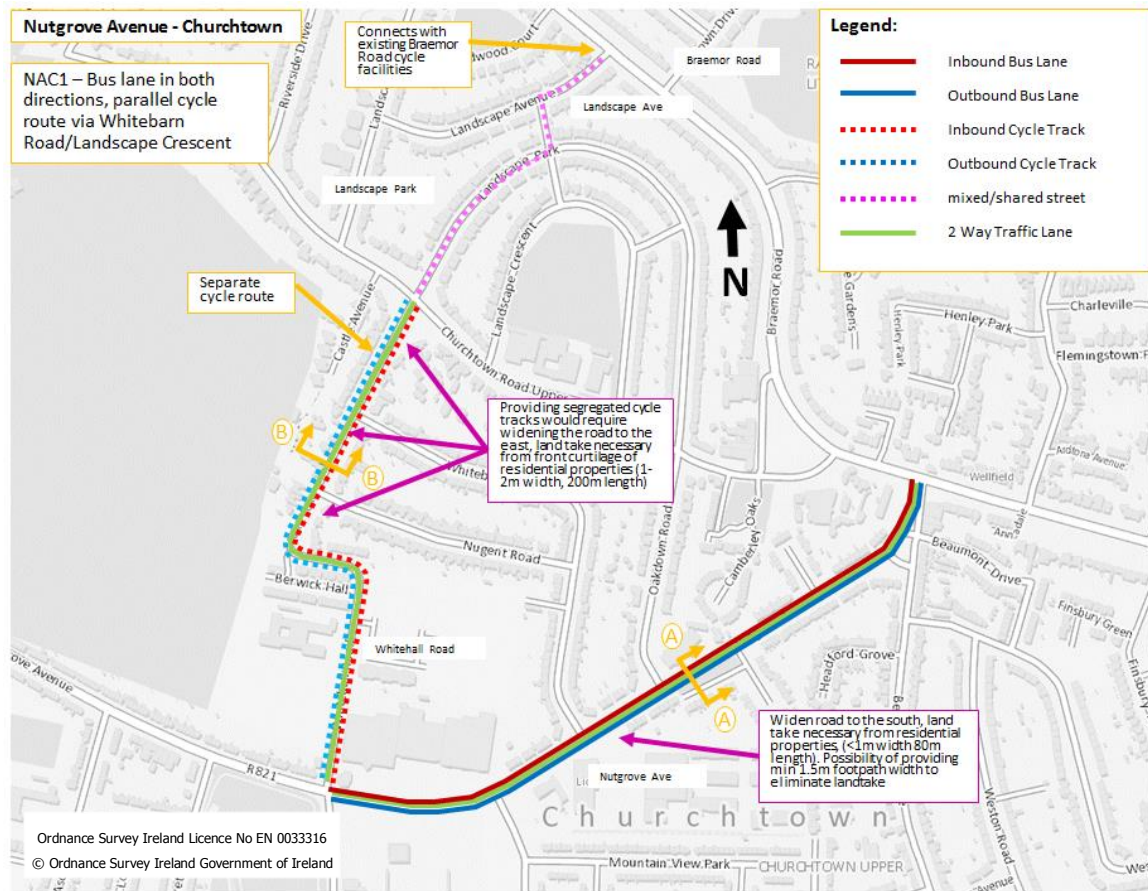 Nutgrove Avenue - Churchtown
NAC1 – Bus lane in both
directions, parallel cycle
route via Whitebarn
Road/Landscape Crescent
Connects with
existing Braemor
Road cycle
facilities
Legend:
Inbound Bus Lane
Outbound Bus Lane
Inbound Cycle Track
Outbound Cycle Track
mixed/shared street
2 Way Traffic Lane
Riverside Drive
Braemor Road
Landscape Avenue
Landscape Ave
Landscape Park
Landscape Park
N
Separate
cycle route
Castle Avenue
Landscape Crescent
Churchtown Road Upper
Braemor Road
Gardens
Henley Park
Henley Park
Charleville
Flemingstown
Providing segregated cycle
tracks would require
widening the road to the
east, land take necessary
from front curtilage of
residential properties (1-
2m width, 200m length)
B
B
Nugent Road
Berwick Hall
Whitehall Road
Oakdown Road
Camberley Oaks
Wellfield
Ardtona Avenue
Annadale
Beaumont Drive
Finsbury Green
Finsbury
A
A
Weston Road
Widen road to the south, land
take necessary from residential
properties, (<1m width 80m
length). Possibility of providing
min 1.5m footpath width to
eliminate landtake
R821
Nutgrove Ave
Churchtown
Mountain View Park
CHURCHTOWN UPPER
Ordnance Survey Ireland Licence No EN 0033316
© Ordnance Survey Ireland Government of Ireland